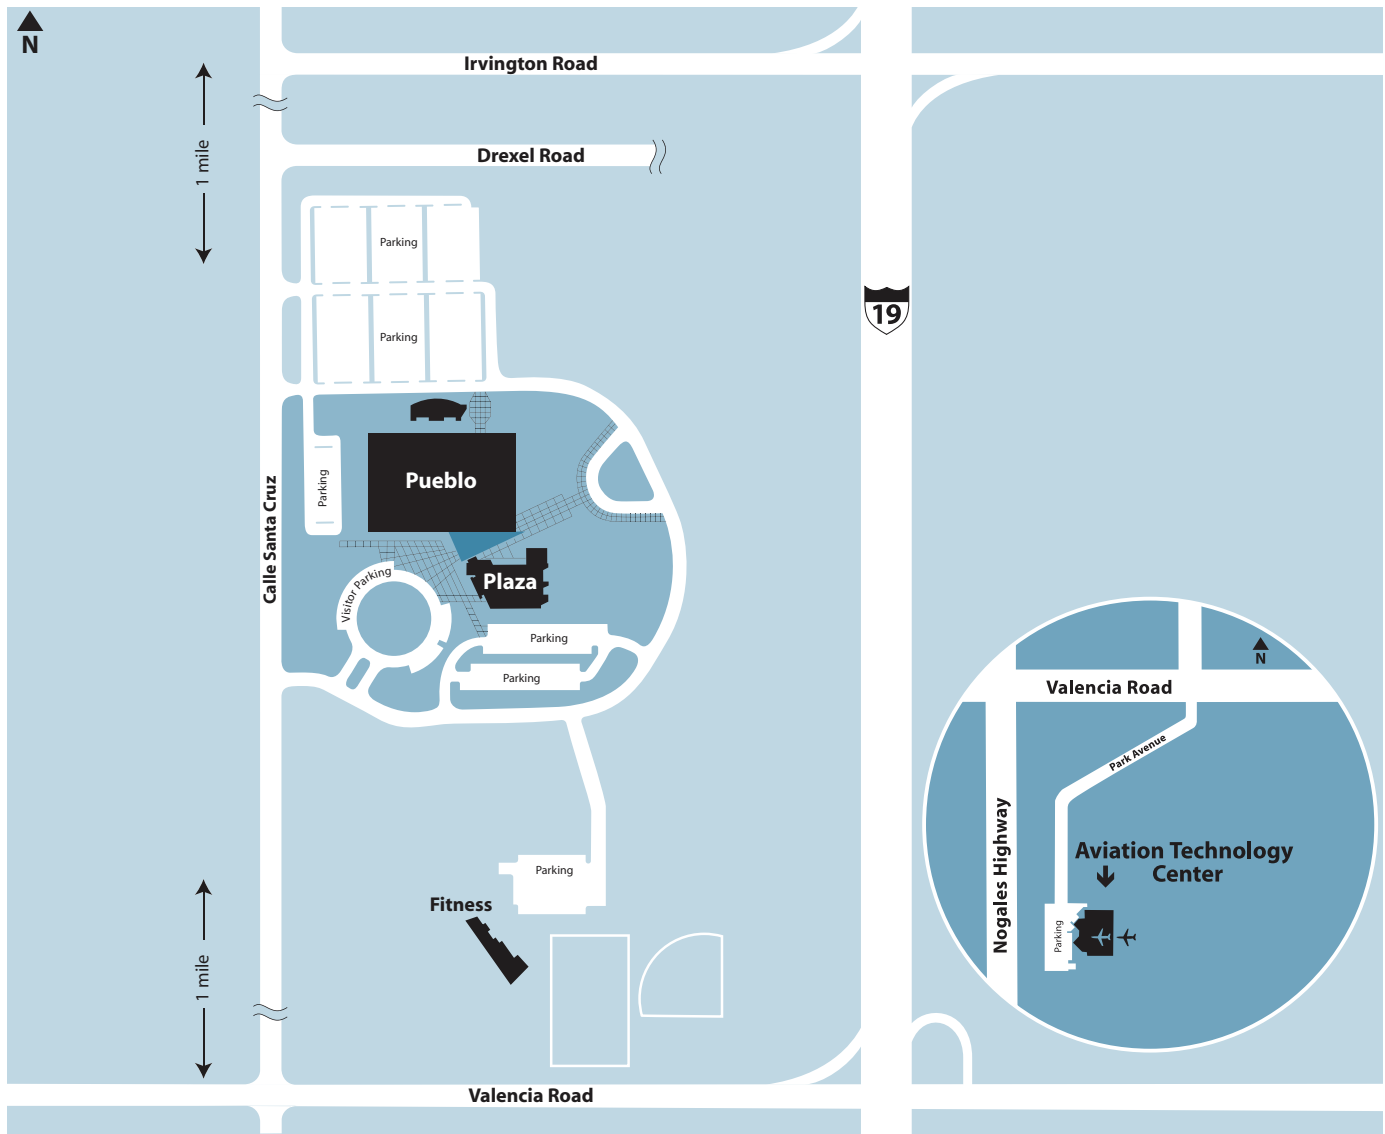 N
Irvington Road
1 mile
Drexel Road
Parking
19
Parking
Pueblo
Parking
Calle Santa Cruz
Visitor Parking
Plaza
Parking
N
Parking
Valencia Road
Park Avenue
Nogales Highway
Aviation Technology
Center
Parking
Fitness
Parking
1 mile
Valencia Road